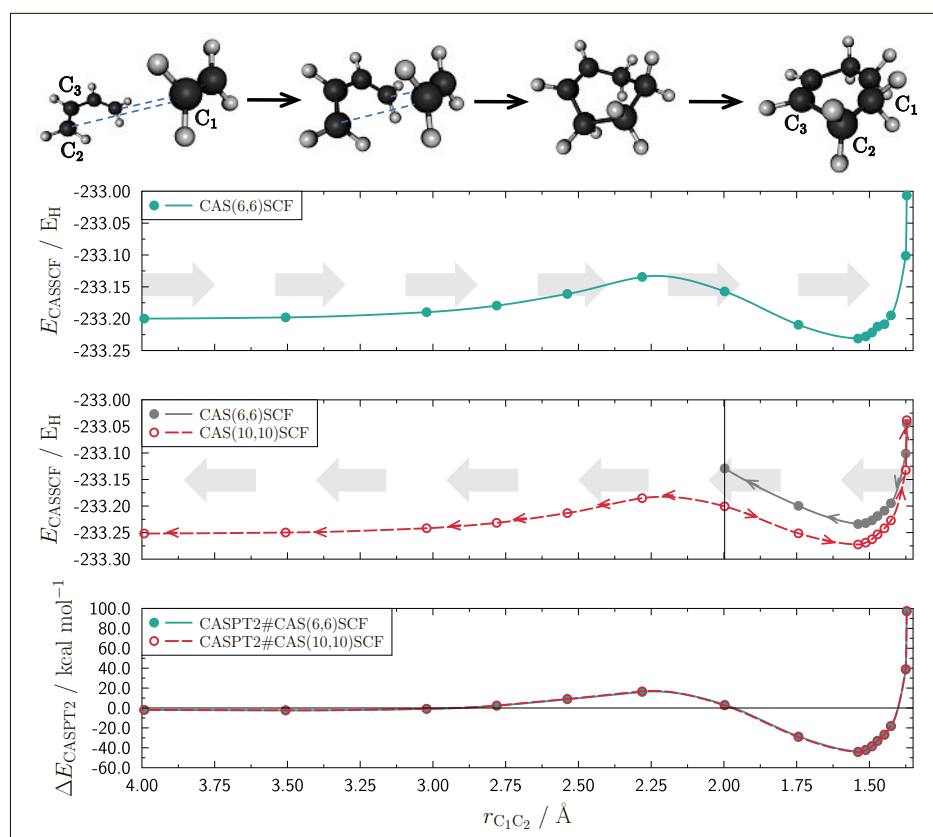 C₃
C₁
C₂
C₃
C₁
C₂
E_CASSCF / E_H
-233.00
-233.05
-233.10
-233.15
-233.20
-233.25
CAS(6,6)SCF
E_CASSCF / E_H
-233.00
-233.05
-233.10
-233.15
-233.20
-233.25
-233.30
CAS(6,6)SCF
CAS(10,10)SCF
ΔE_CASPT2 / kcal mol⁻¹
100.0
80.0
60.0
40.0
20.0
0.0
-20.0
-40.0
-60.0
CASPT2#CAS(6,6)SCF
CASPT2#CAS(10,10)SCF
4.00 3.75 3.50 3.25 3.00 2.75 2.50 2.25 2.00 1.75 1.50
r_C₁C₂ / Å